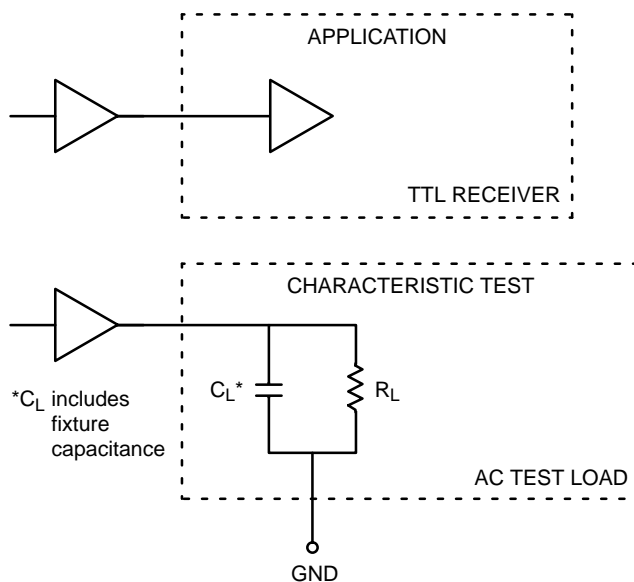 APPLICATION
TTL RECEIVER
CHARACTERISTIC TEST
*CL includes
fixture
capacitance
CL*
RL
AC TEST LOAD
GND